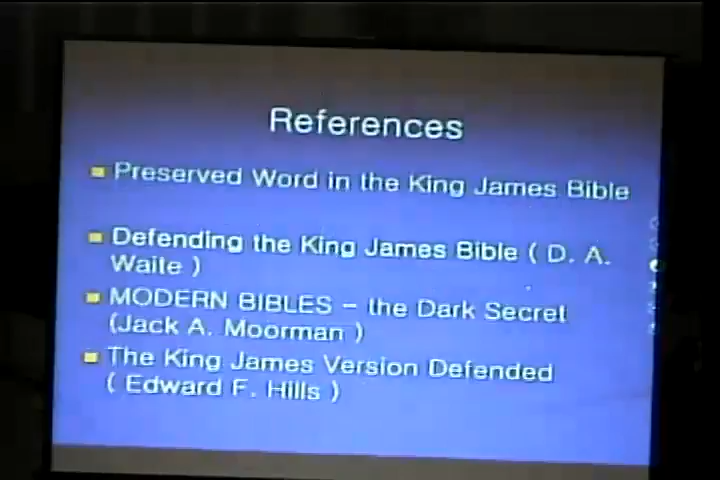 References
Preserved Word in the King James Bible
Defending the King James Bible ( D. A.
Waite )
MODERN BIBLES – the Dark Secret
(Jack A. Moorman )
The King James Version Defended
( Edward F. Hills )